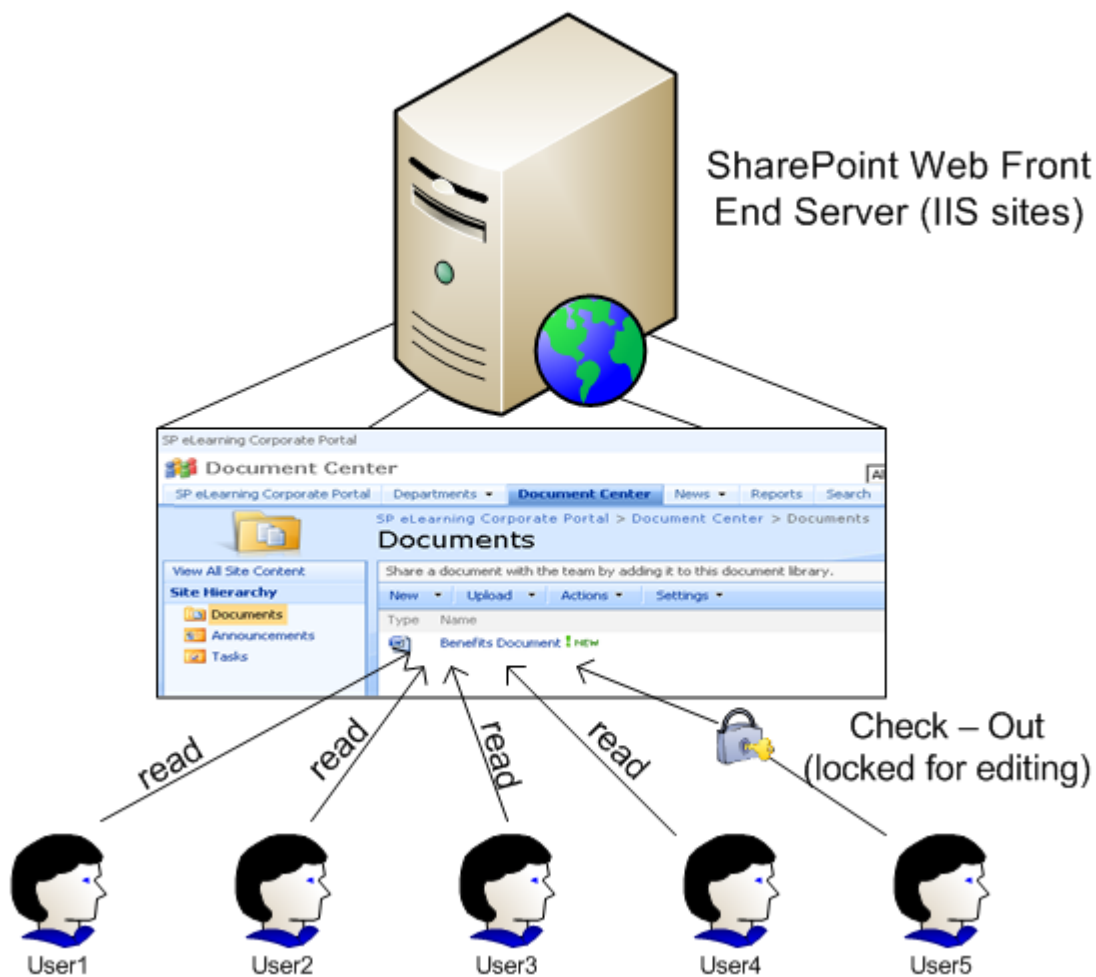 SharePoint Web Front
End Server (IIS sites)
SP eLearning Corporate Portal
Document Center
SP eLearning Corporate Portal Departments Document Center News Reports Search
SP eLearning Corporate Portal > Document Center > Documents
Documents
View All Site Content
Site Hierarchy
Documents
Announcements
Tasks
Share a document with the team by adding it to this document library.
New Upload Actions Settings
Type Name
Benefits Document ! NEW
read
read
read
read
Check – Out
(locked for editing)
User1
User2
User3
User4
User5